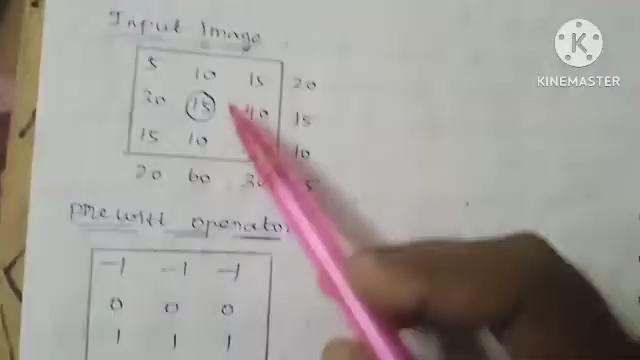 Input Image
5 10 15 20
20 15 40 15
15 10 10
20 60 30 5
Prewitt operator
-1 -1 -1
0 0 0
1 1 1
KINEMASTER